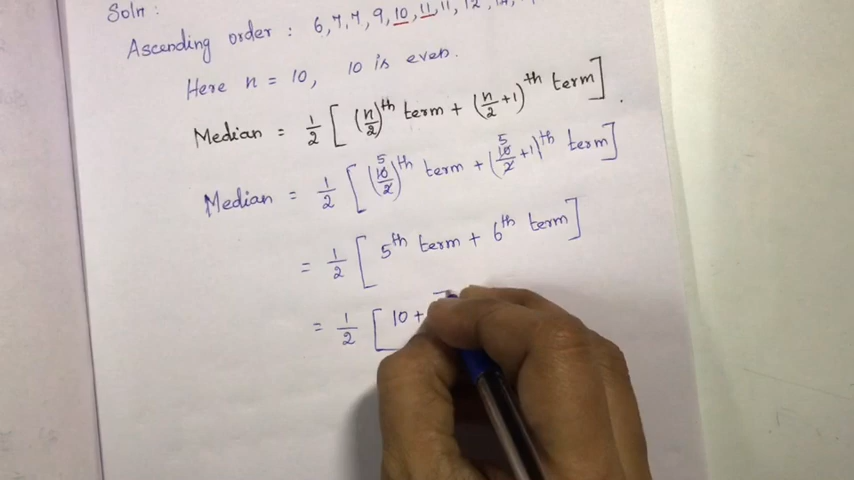 Soln :
Ascending order : 6, 7, 7, 9, 10, 11, 11, 12
Here n = 10, 10 is even.
Median = 1/2 [ (n/2)th term + (n/2 + 1)th term ].
Median = 1/2 [ (10/2)th 5 term + (10/2 + 1)th 5 term ]
= 1/2 [ 5th term + 6th term ]
= 1/2 [ 10 +